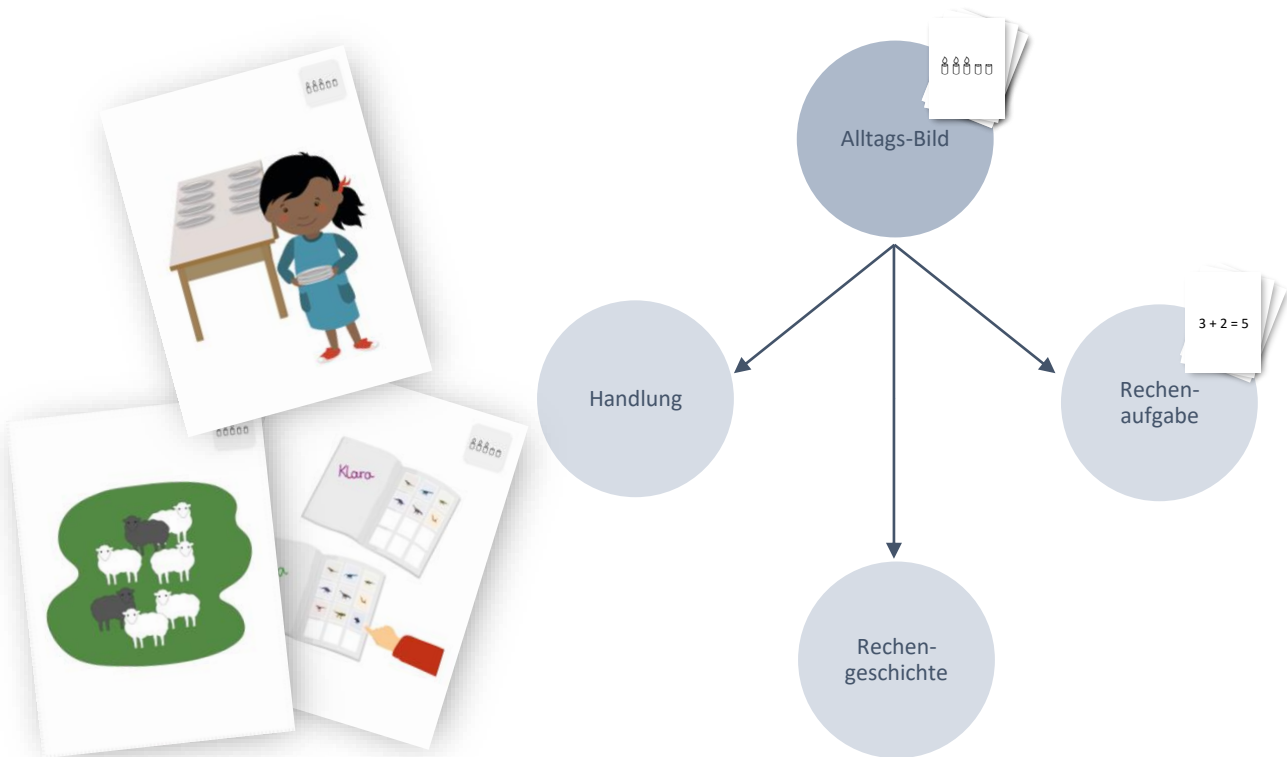 Klara
a
Alltags-Bild
Handlung
3 + 2 = 5
Rechen-
aufgabe
Rechen-
geschichte